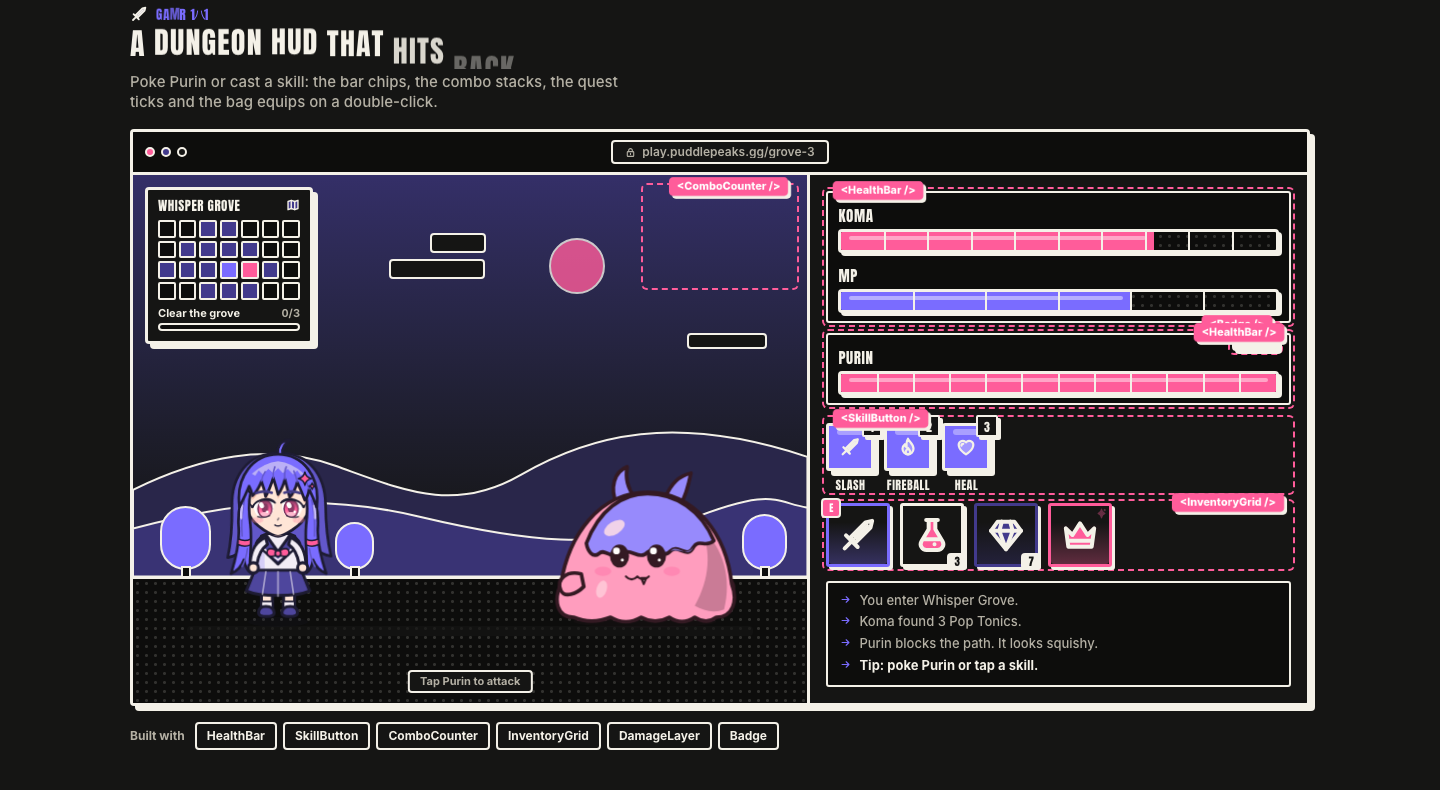 A DUNGEON HUD THAT HITS BACK
Poke Purin or cast a skill: the bar chips, the combo stacks, the quest
ticks and the bag equips on a double-click.
play.puddlepeaks.gg/grove-3
WHISPER GROVE
Clear the grove 0/3
<ComboCounter />
Tap Purin to attack
<HealthBar />
KOMA
MP
<HealthBar />
PURIN
<SkillButton />
3
SLASH FIREBALL HEAL
<InventoryGrid />
E
3 7
→ You enter Whisper Grove.
→ Koma found 3 Pop Tonics.
→ Purin blocks the path. It looks squishy.
→ Tip: poke Purin or tap a skill.
Built with HealthBar SkillButton ComboCounter InventoryGrid DamageLayer Badge